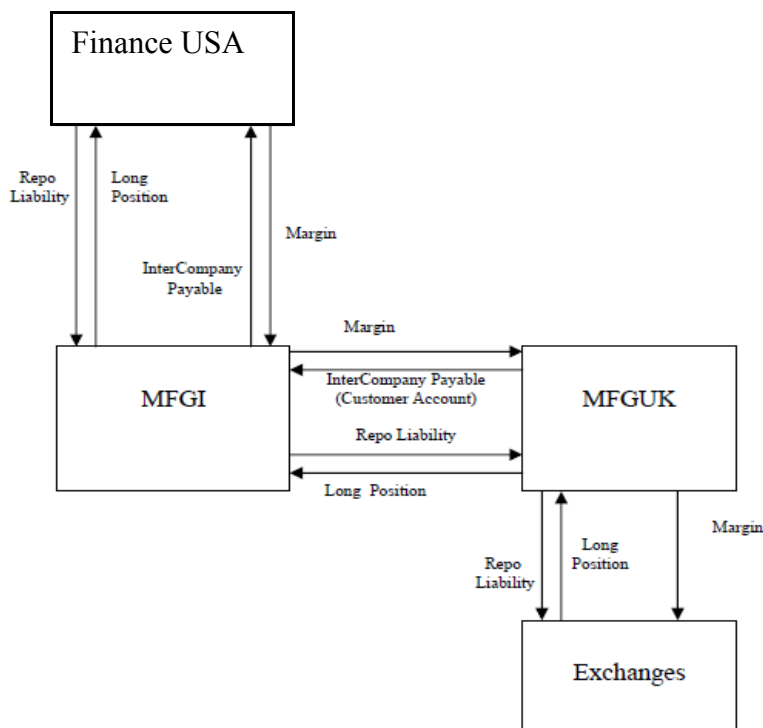 Finance USA
Repo
Liability
Long
Position
Margin
InterCompany
Payable
Margin
MFGI
InterCompany Payable
(Customer Account)
MFGUK
Repo Liability
Long Position
Margin
Repo
Liability
Long
Position
Exchanges